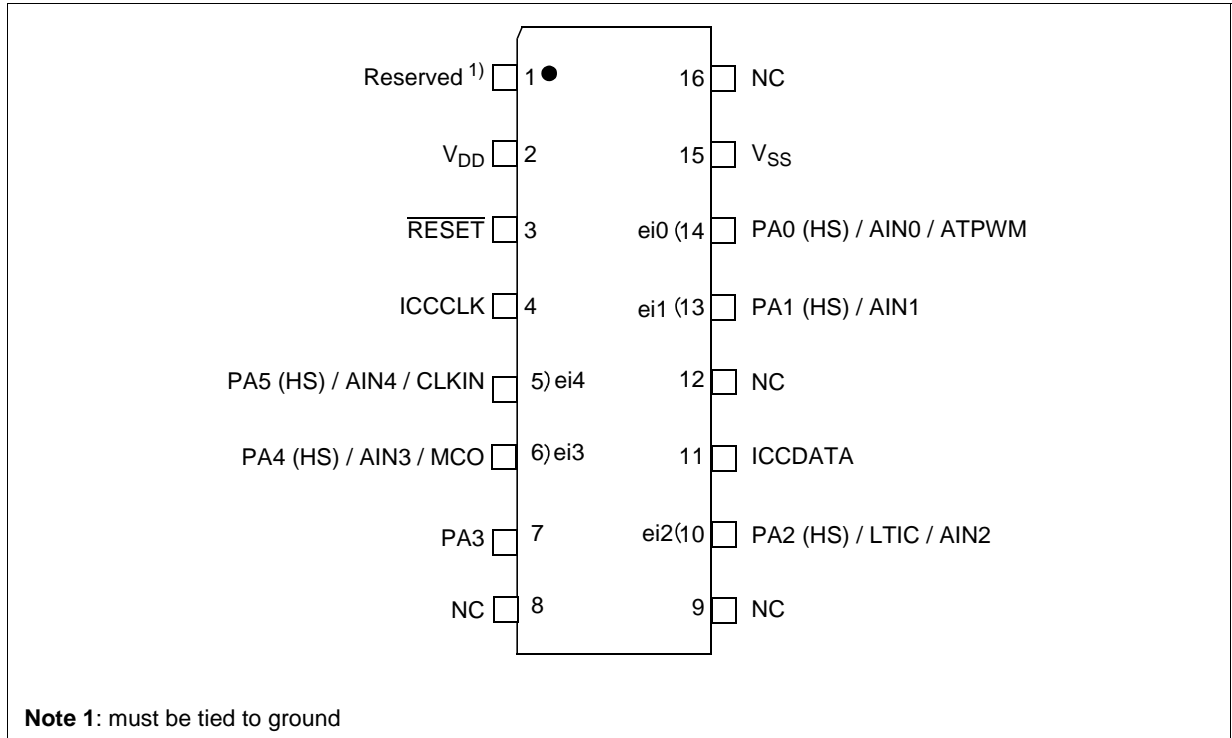 Reserved 1) 1 16 NC
VDD 2 15 VSS
RESET 3 ei0 (14 PA0 (HS) / AIN0 / ATPWM
ICCCLK 4 ei1 (13 PA1 (HS) / AIN1
PA5 (HS) / AIN4 / CLKIN 5) ei4 12 NC
PA4 (HS) / AIN3 / MCO 6) ei3 11 ICCDATA
PA3 7 ei2(10 PA2 (HS) / LTIC / AIN2
NC 8 9 NC
Note 1: must be tied to ground